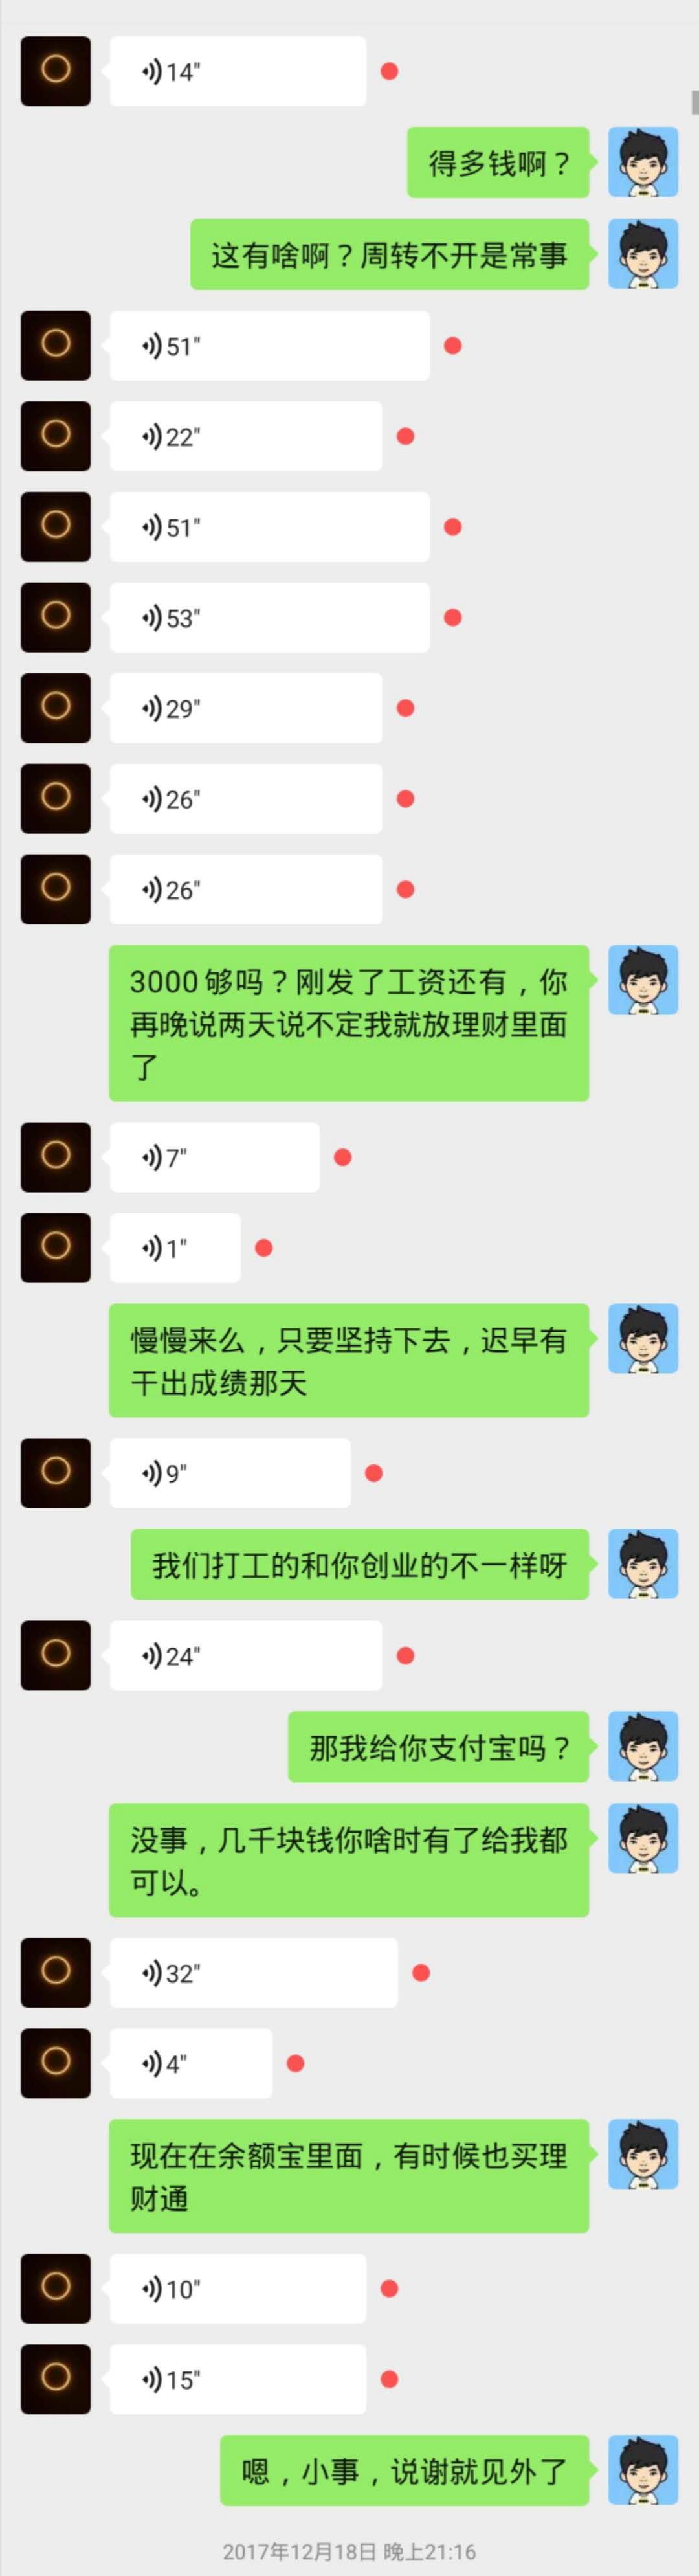 14"
得多钱啊？
这有啥啊？周转不开是常事
51"
22"
51"
53"
29"
26"
26"
3000够吗？刚发了工资还有，你
再晚说两天说不定我就放理财里面
了
7"
1"
慢慢来么，只要坚持下去，迟早有
干出成绩那天
9"
我们打工的和你创业的不一样呀
24"
那我给你支付宝吗？
没事，几千块钱你啥时有了给我都
可以。
32"
4"
现在在余额宝里面，有时候也买理
财通
10"
15"
嗯，小事，说谢就见外了
2017年12月18日 晚上21:16